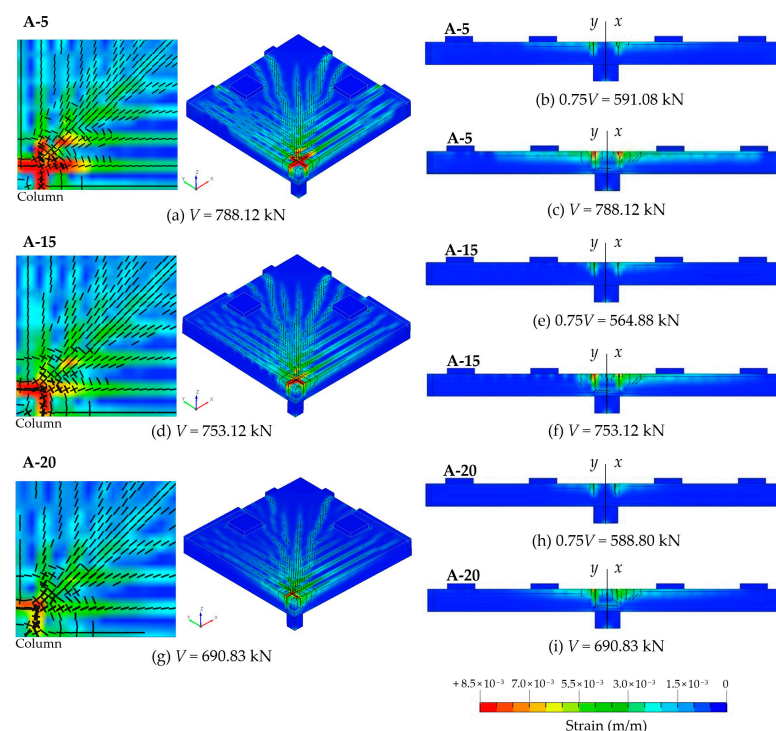 A-5
Column
(a) V = 788.12 kN
A-5
y x
(b) 0.75V = 591.08 kN
A-5
y x
(c) V = 788.12 kN
A-15
Column
(d) V = 753.12 kN
A-15
y x
(e) 0.75V = 564.88 kN
A-15
y x
(f) V = 753.12 kN
A-20
Column
(g) V = 690.83 kN
A-20
y x
(h) 0.75V = 588.80 kN
A-20
y x
(i) V = 690.83 kN
+8.5×10⁻³ 7.0×10⁻³ 5.5×10⁻³ 3.0×10⁻³ 1.5×10⁻³ 0
Strain (m/m)